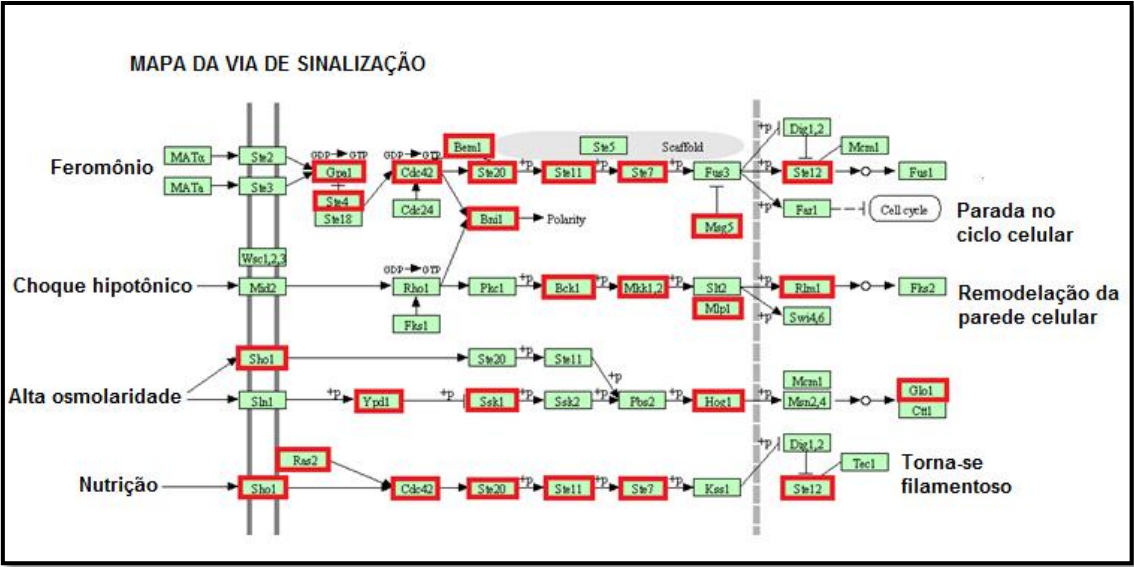 MAPA DA VIA DE SINALIZAÇÃO
Feromônio
MATα
MATa
Ste2
Ste3
GDP GTP
Gpa1
Ste4
Ste18
GDP GTP
Cdc42
Cdc24
Bem1
Ste5 Scaffold
Ste20
+p
Ste11
+p
Ste7
+p
Fus3
Bni1
Polarity
Msg5
+p
Dig1,2
Ste12
Mcm1
Fus1
+p
Far1
Cell cycle
Parada no
ciclo celular
Choque hipotônico
Wsc1,2,3
Mid2
GDP GTP
Rho1
Fks1
Pkc1
Bck1
+p
Mkk1,2
+p
Slt2
Mlp1
+p
Rlm1
Fks2
+p
Swi4,6
Remodelação da
parede celular
Alta osmolaridade
Sho1
Ste20
+p
Ste11
+p
Sln1
+p
Ypd1
+p
Ssk1
+p
Ssk2
+p
Pbs2
+p
Hog1
+p
Mcm1
Msn2,4
Glo1
Ctt1
Nutrição
Ras2
Sho1
Cdc42
Ste20
+p
Ste11
+p
Ste7
+p
Kss1
+p
Dig1,2
Ste12
Tec1
Torna-se
filamentoso